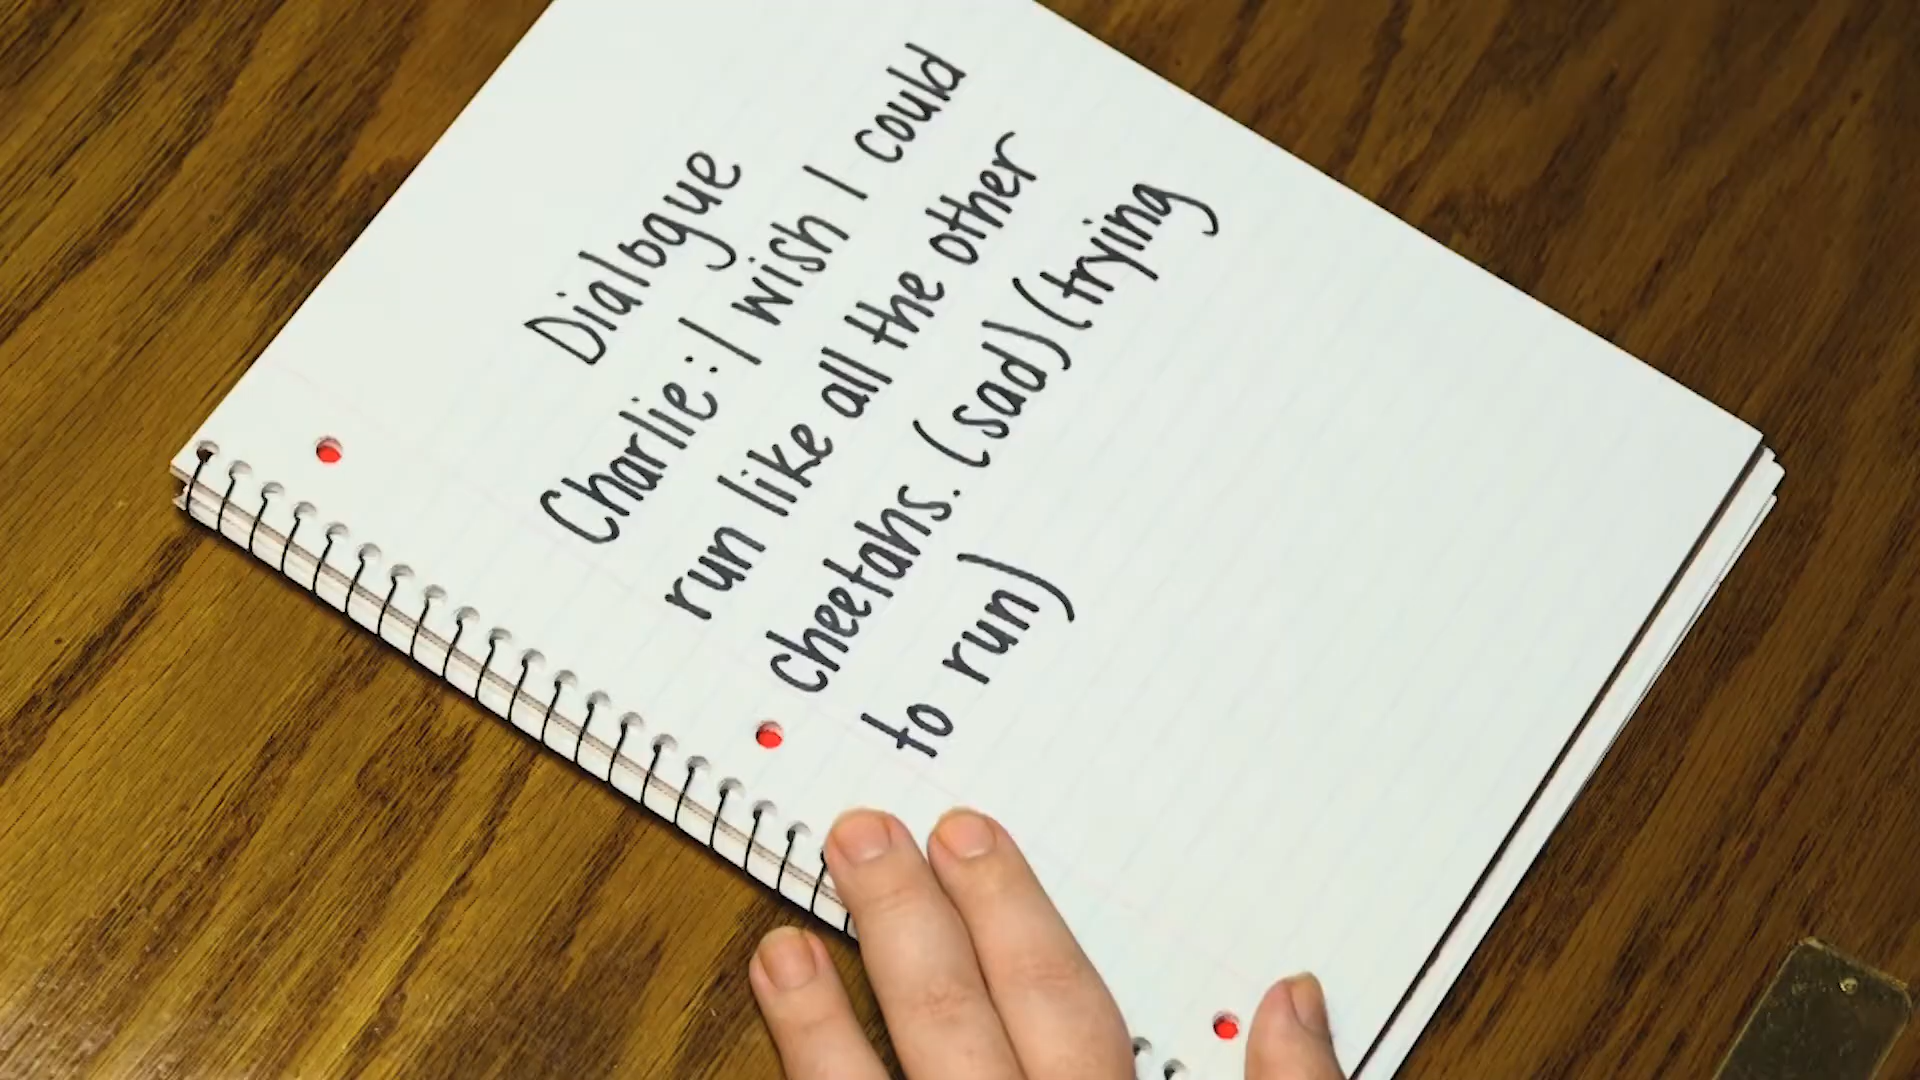 Dialogue
Charlie: I wish I could
run like all the other
cheetahs. (sad) (trying
to run)